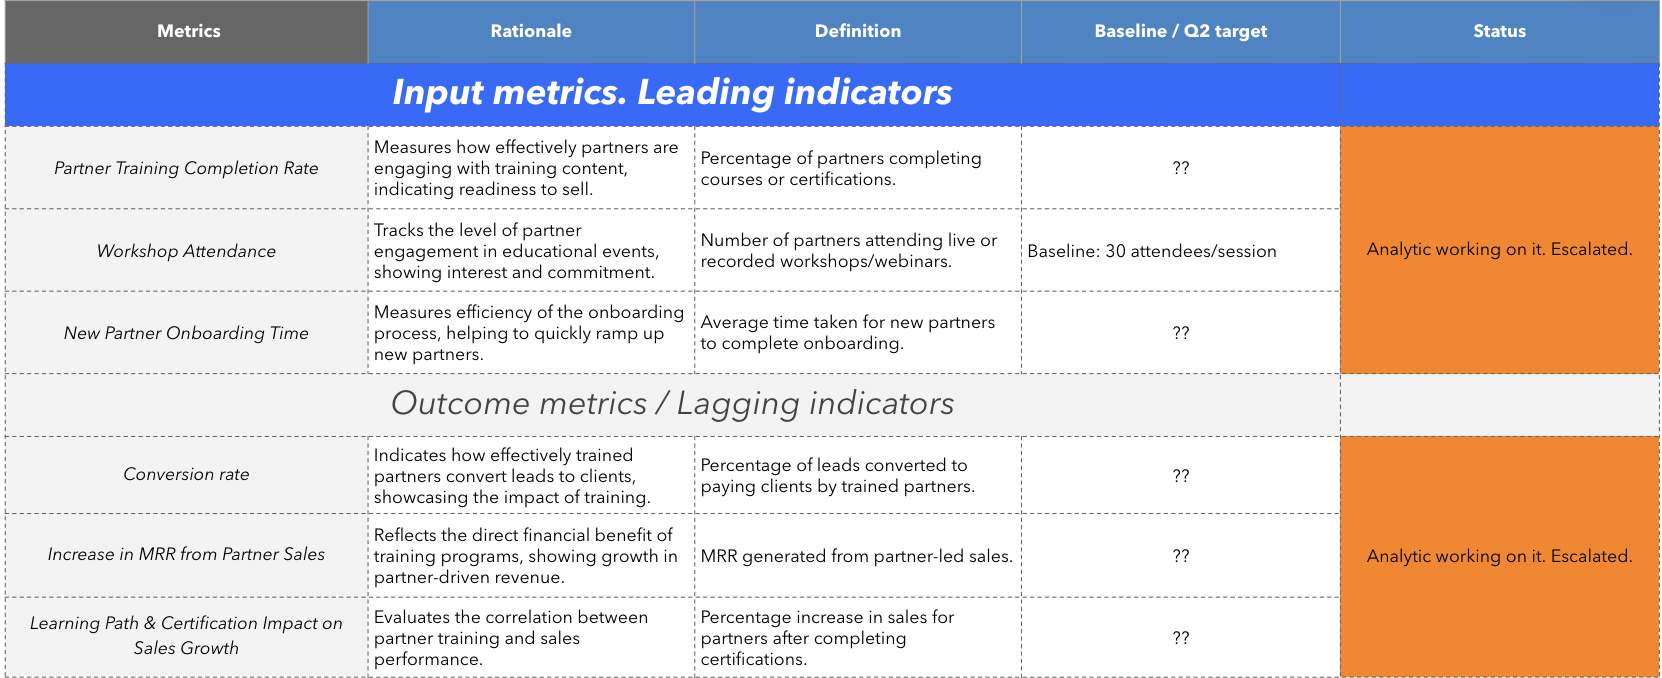 Metrics
Rationale
Definition
Baseline / Q2 target
Status
Input metrics. Leading indicators
Partner Training Completion Rate
Measures how effectively partners are
engaging with training content,
indicating readiness to sell.
Percentage of partners completing
courses or certifications.
??
Workshop Attendance
Tracks the level of partner
engagement in educational events,
showing interest and commitment.
Number of partners attending live or
recorded workshops/webinars.
Baseline: 30 attendees/session
Analytic working on it. Escalated.
New Partner Onboarding Time
Measures efficiency of the onboarding
process, helping to quickly ramp up
new partners.
Average time taken for new partners
to complete onboarding.
??
Outcome metrics / Lagging indicators
Conversion rate
Indicates how effectively trained
partners convert leads to clients,
showcasing the impact of training.
Percentage of leads converted to
paying clients by trained partners.
??
Increase in MRR from Partner Sales
Reflects the direct financial benefit of
training programs, showing growth in
partner-driven revenue.
MRR generated from partner-led sales.
??
Analytic working on it. Escalated.
Learning Path & Certification Impact on
Sales Growth
Evaluates the correlation between
partner training and sales
performance.
Percentage increase in sales for
partners after completing
certifications.
??